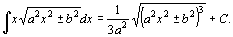 ∫x√(a²x² ± b²)dx = 1/(3a²) √((a²x² ± b²)³) + C.